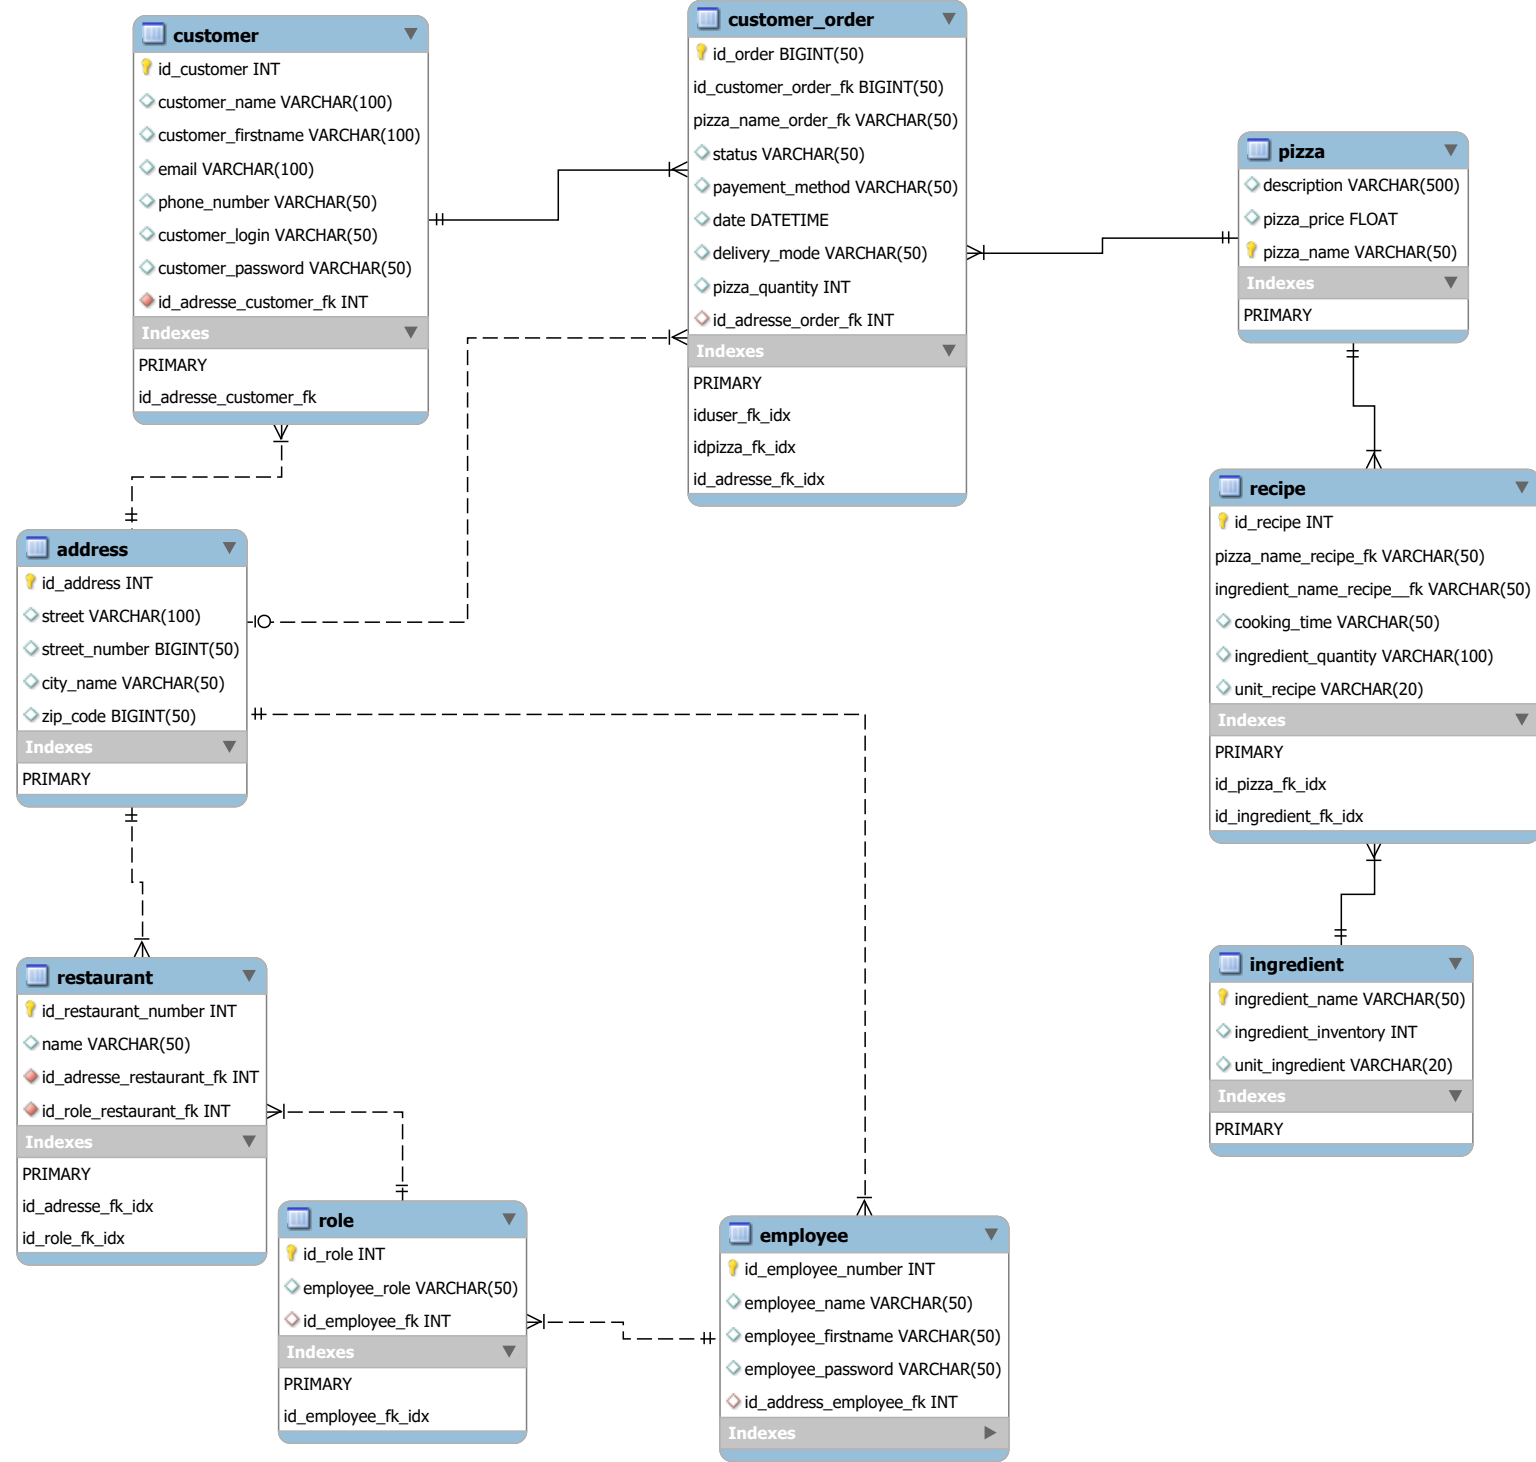 customer
id_customer INT
customer_name VARCHAR(100)
customer_firstname VARCHAR(100)
email VARCHAR(100)
phone_number VARCHAR(50)
customer_login VARCHAR(50)
customer_password VARCHAR(50)
id_adresse_customer_fk INT
Indexes
PRIMARY
id_adresse_customer_fk
customer_order
id_order BIGINT(50)
id_customer_order_fk BIGINT(50)
pizza_name_order_fk VARCHAR(50)
status VARCHAR(50)
payement_method VARCHAR(50)
date DATETIME
delivery_mode VARCHAR(50)
pizza_quantity INT
id_adresse_order_fk INT
Indexes
PRIMARY
iduser_fk_idx
idpizza_fk_idx
id_adresse_fk_idx
pizza
description VARCHAR(500)
pizza_price FLOAT
pizza_name VARCHAR(50)
Indexes
PRIMARY
recipe
id_recipe INT
pizza_name_recipe_fk VARCHAR(50)
ingredient_name_recipe__fk VARCHAR(50)
cooking_time VARCHAR(50)
ingredient_quantity VARCHAR(100)
unit_recipe VARCHAR(20)
Indexes
PRIMARY
id_pizza_fk_idx
id_ingredient_fk_idx
address
id_address INT
street VARCHAR(100)
street_number BIGINT(50)
city_name VARCHAR(50)
zip_code BIGINT(50)
Indexes
PRIMARY
restaurant
id_restaurant_number INT
name VARCHAR(50)
id_adresse_restaurant_fk INT
id_role_restaurant_fk INT
Indexes
PRIMARY
id_adresse_fk_idx
id_role_fk_idx
ingredient
ingredient_name VARCHAR(50)
ingredient_inventory INT
unit_ingredient VARCHAR(20)
Indexes
PRIMARY
role
id_role INT
employee_role VARCHAR(50)
id_employee_fk INT
Indexes
PRIMARY
id_employee_fk_idx
employee
id_employee_number INT
employee_name VARCHAR(50)
employee_firstname VARCHAR(50)
employee_password VARCHAR(50)
id_address_employee_fk INT
Indexes